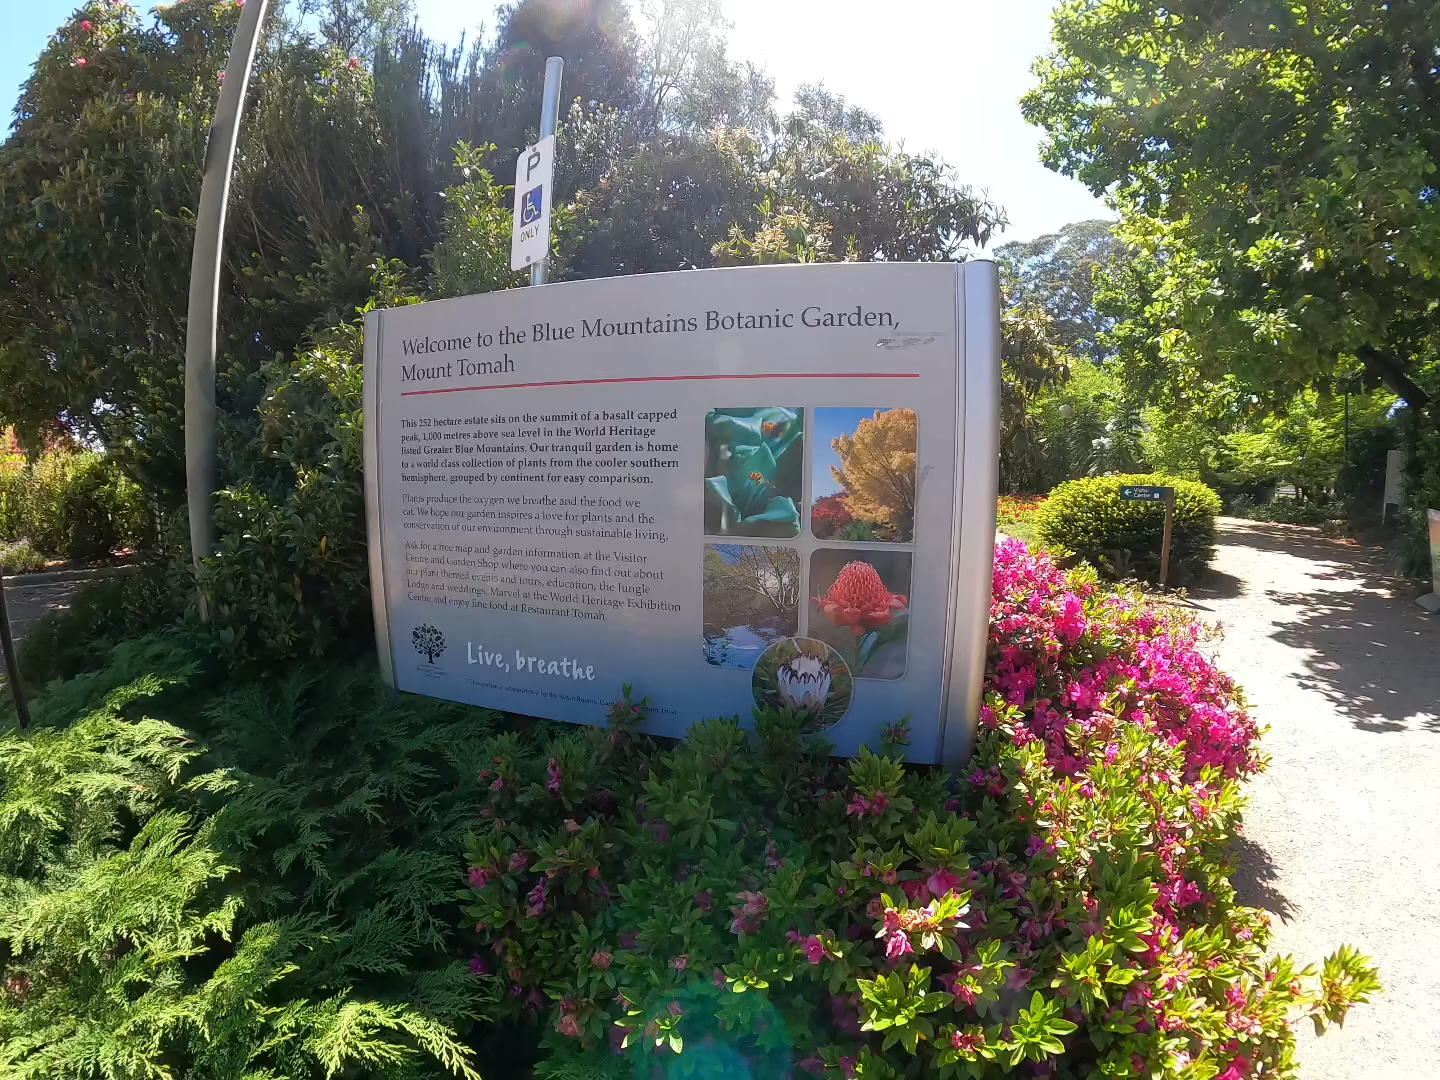 P
ONLY
Welcome to the Blue Mountains Botanic Garden,
Mount Tomah
This 252 hectare estate sits on the summit of a basalt capped
peak, 1,000 metres above sea level in the World Heritage
listed Greater Blue Mountains. Our tranquil garden is home
to a world class collection of plants from the cooler southern
hemisphere, grouped by continent for easy comparison.
Plants produce the oxygen we breathe and the food we
eat. We hope our garden inspires a love for plants and the
conservation of our environment through sustainable living.
Ask for a free map and garden information at the Visitor
Centre and Garden Shop where you can also find out about
our plant themed events and tours, education, the Jungle
Lodge and weddings. Marvel at the World Heritage Exhibition
Centre and enjoy fine food at Restaurant Tomah.
Live, breathe
Visitor
Centre